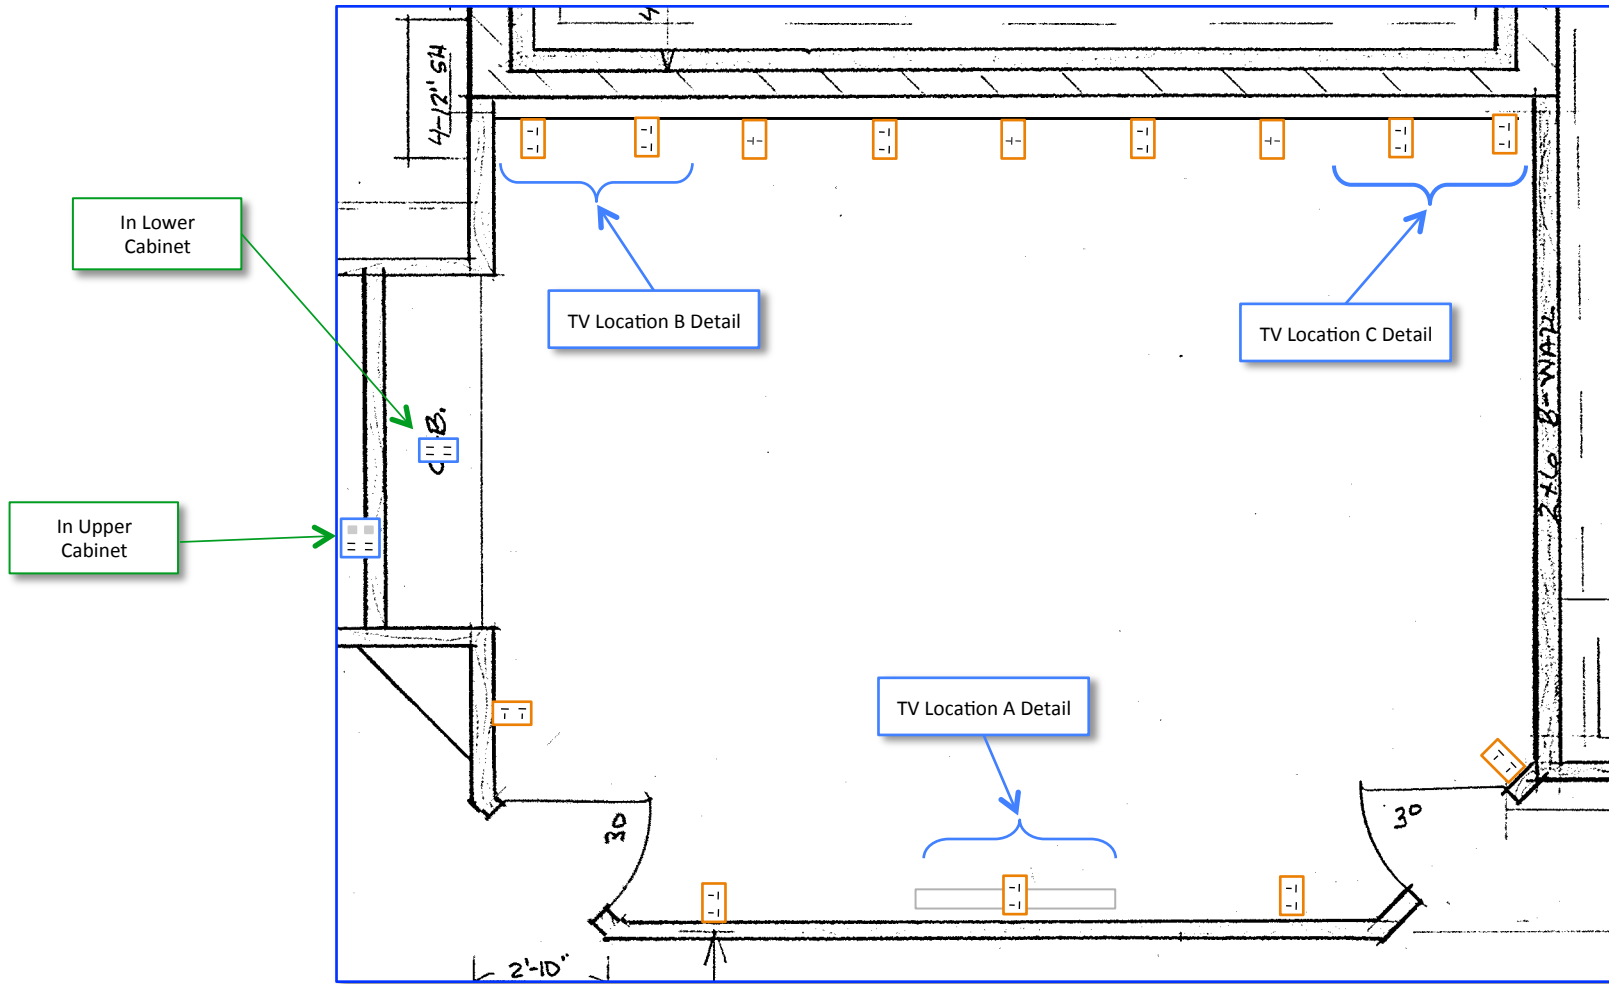 4
4-12" SH
In Lower
Cabinet
TV Location B Detail
TV Location C Detail
2x6 B-WALL
B.
In Upper
Cabinet
TV Location A Detail
30
30
2'-10"